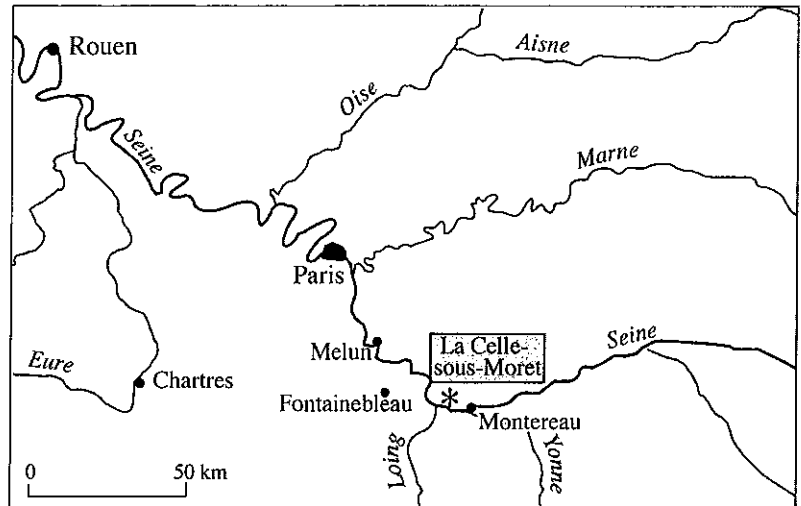 Rouen
Aisne
Oise
Seine
Marne
Paris
Seine
La Celle-
sous-Moret
Melun
Eure
Chartres
Fontainebleau
Montereau
Loing
Yonne
0
50 km